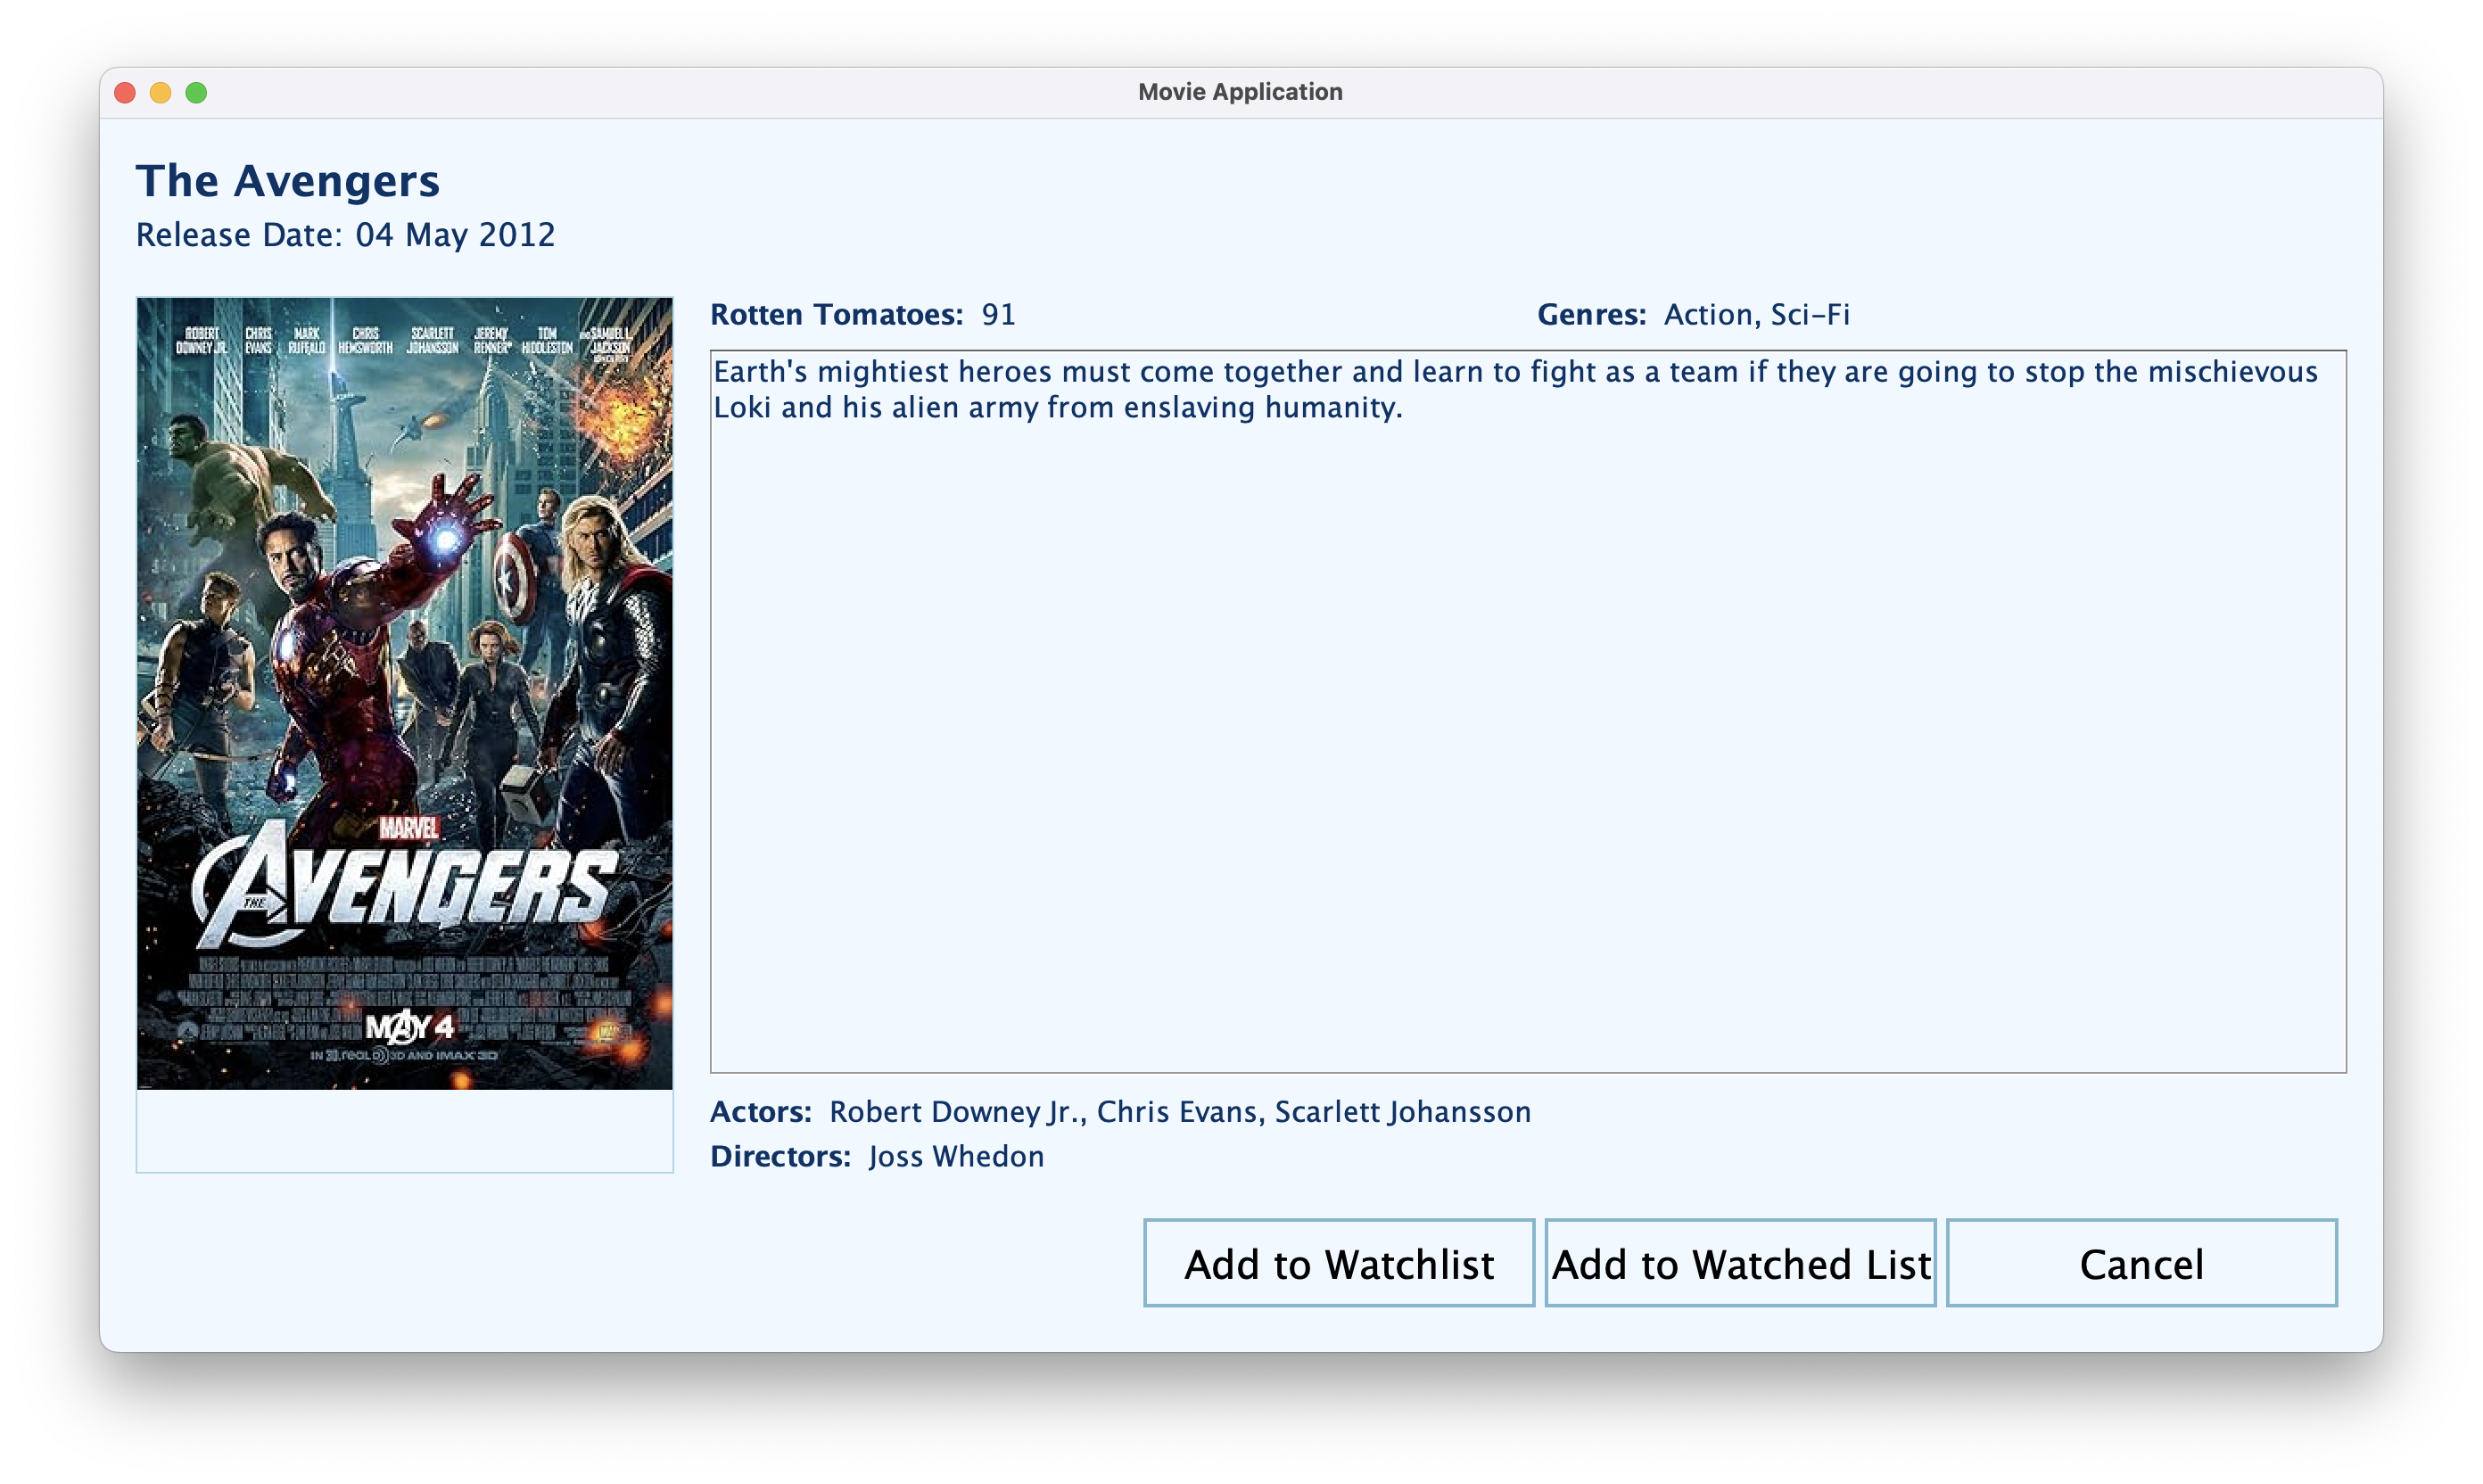 Movie Application
The Avengers
Release Date: 04 May 2012
ROBERT DOWNEY JR.
CHRIS EVANS
MARK RUFFALO
CHRIS HEMSWORTH
SCARLETT JOHANSSON
JEREMY RENNER
TOM HIDDLESTON
AND SAMUEL L. JACKSON
MARVEL
THE AVENGERS
MAY 4
IN 3D, REAL D 3D AND IMAX 3D
Rotten Tomatoes: 91
Genres: Action, Sci-Fi
Earth's mightiest heroes must come together and learn to fight as a team if they are going to stop the mischievous
Loki and his alien army from enslaving humanity.
Actors: Robert Downey Jr., Chris Evans, Scarlett Johansson
Directors: Joss Whedon
Add to Watchlist
Add to Watched List
Cancel